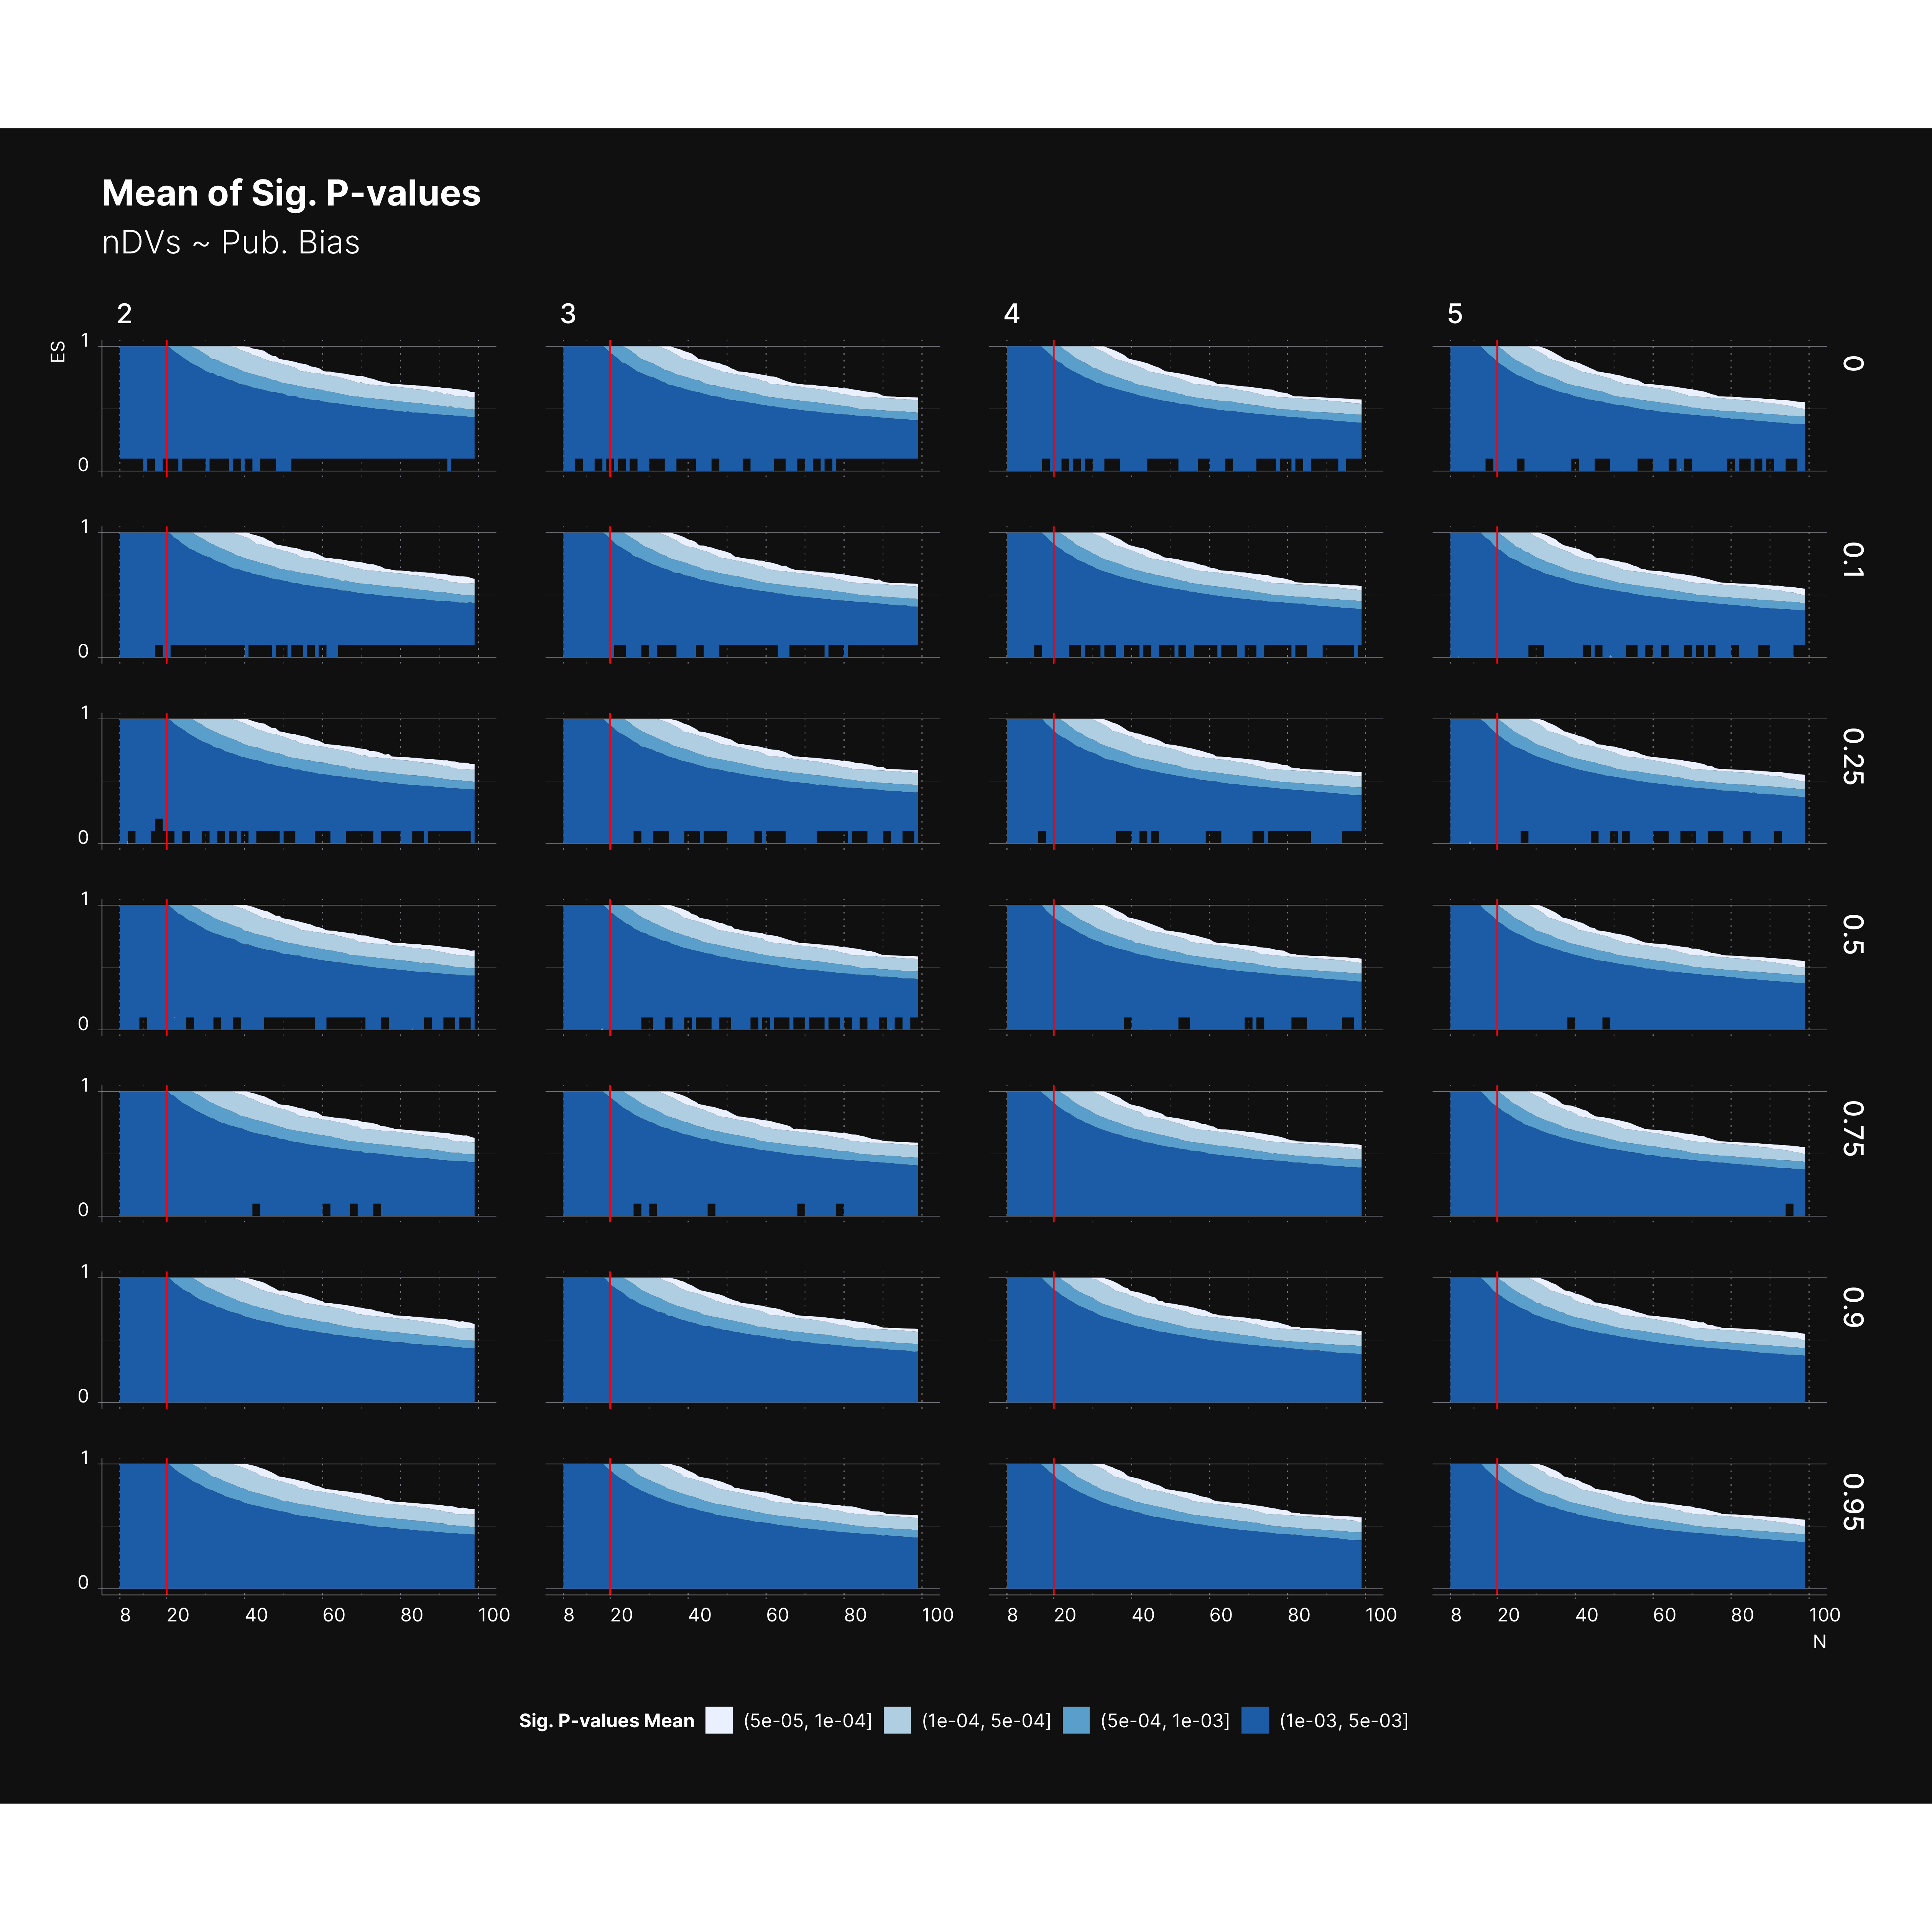 Mean of Sig. P-values
nDVs ~ Pub. Bias
2 3 4 5
ES 1 0 0
1 0 0.1
1 0 0.25
1 0 0.5
1 0 0.75
1 0 0.9
1 0 0.95
8 20 40 60 80 100 8 20 40 60 80 100 8 20 40 60 80 100 8 20 40 60 80 100
N
Sig. P-values Mean (5e-05, 1e-04] (1e-04, 5e-04] (5e-04, 1e-03] (1e-03, 5e-03]